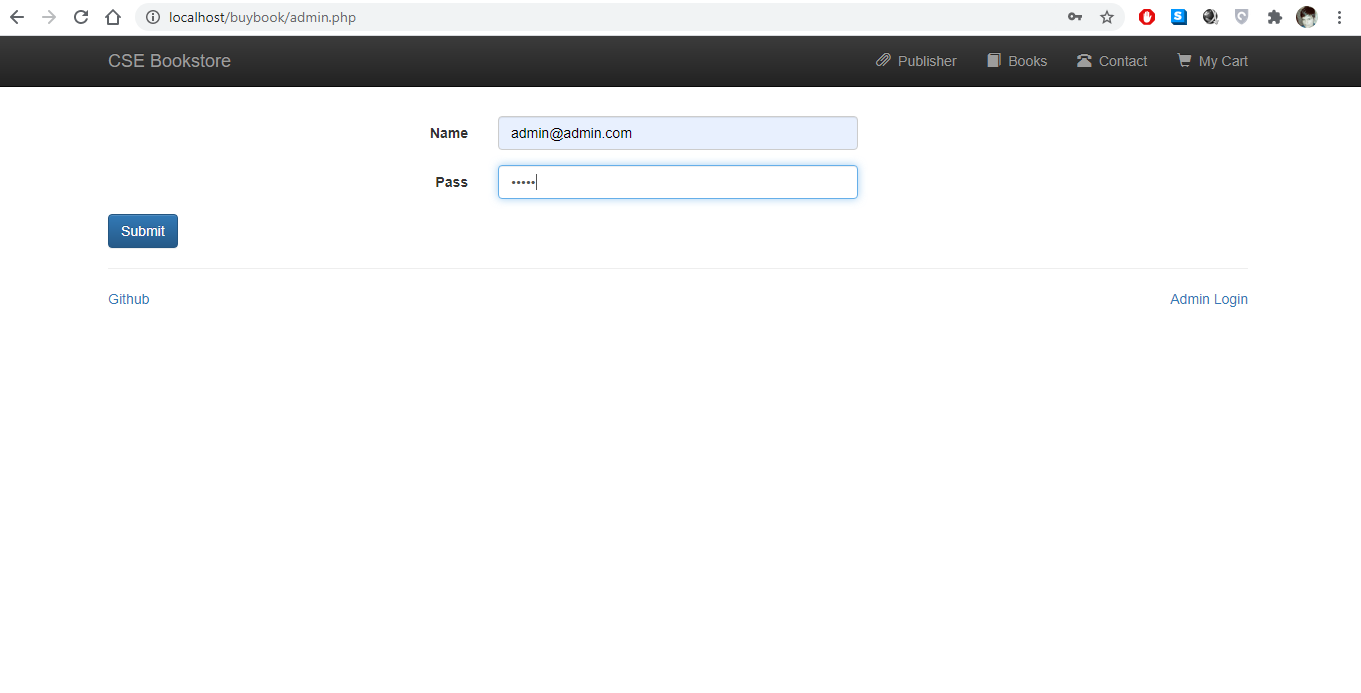 localhost/buybook/admin.php
CSE Bookstore Publisher Books Contact My Cart
Name admin@admin.com
Pass •••••
Submit
Github Admin Login